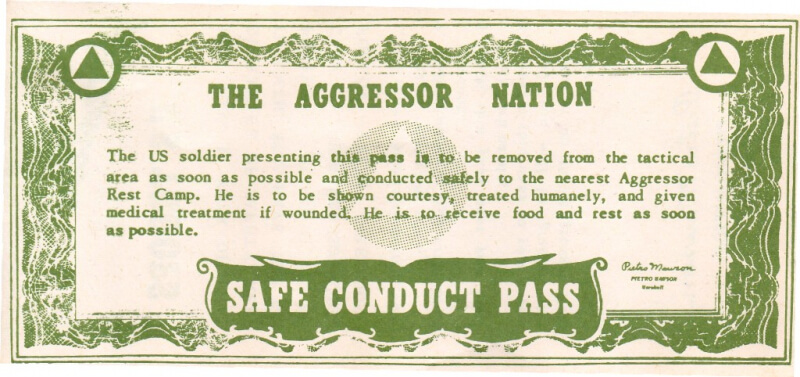 THE AGGRESSOR NATION
The US soldier presenting this pass is to be removed from the tactical
area as soon as possible and conducted safely to the nearest Aggressor
Rest Camp. He is to be shown courtesy, treated humanely, and given
medical treatment if wounded. He is to receive food and rest as soon
as possible.
Pietro Mawson
SAFE CONDUCT PASS